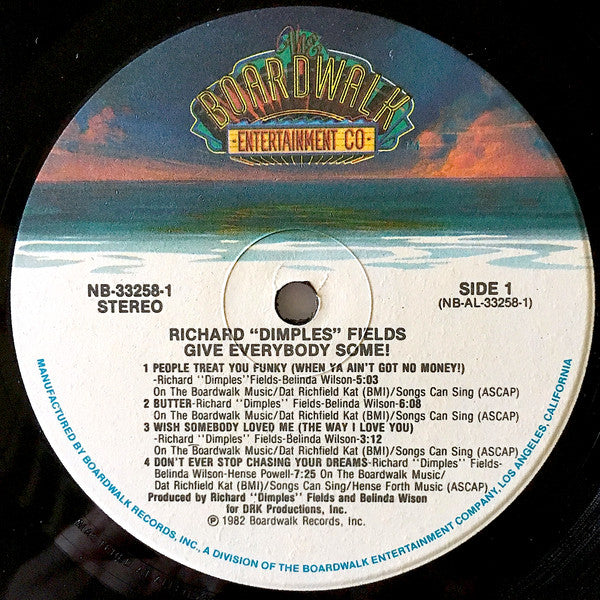 The
BOARDWALK
·ENTERTAINMENT CO·
NB-33258-1
STEREO
SIDE 1
(NB-AL-33258-1)
RICHARD "DIMPLES" FIELDS
GIVE EVERYBODY SOME!
1 PEOPLE TREAT YOU FUNKY (WHEN YA AIN'T GOT NO MONEY!)
-Richard "Dimples" Fields-Belinda Wilson-5:03
On The Boardwalk Music/Dat Richfield Kat (BMI)/Songs Can Sing (ASCAP)
2 BUTTER-Richard "Dimples" Fields-6:08
On The Boardwalk Music/Dat Richfield Kat (BMI)/Songs Can Sing (ASCAP)
3 WISH SOMEBODY LOVED ME (THE WAY I LOVE YOU)
-Richard "Dimples" Fields-Belinda Wilson-3:12
On The Boardwalk Music/Dat Richfield Kat (BMI)/Songs Can Sing (ASCAP)
4 DON'T EVER STOP CHASING YOUR DREAMS-Richard "Dimples" Fields-
Belinda Wilson-Hense Powell-7:25 On The Boardwalk Music/
Dat Richfield Kat (BMI)/Songs Can Sing/Hense Forth Music (ASCAP)
Produced by Richard "Dimples" Fields and Belinda Wison
for DRK Productions, Inc.
℗ 1982 Boardwalk Records, Inc.
MANUFACTURED BY BOARDWALK RECORDS, INC., A DIVISION OF THE BOARDWALK ENTERTAINMENT COMPANY, LOS ANGELES, CALIFORNIA